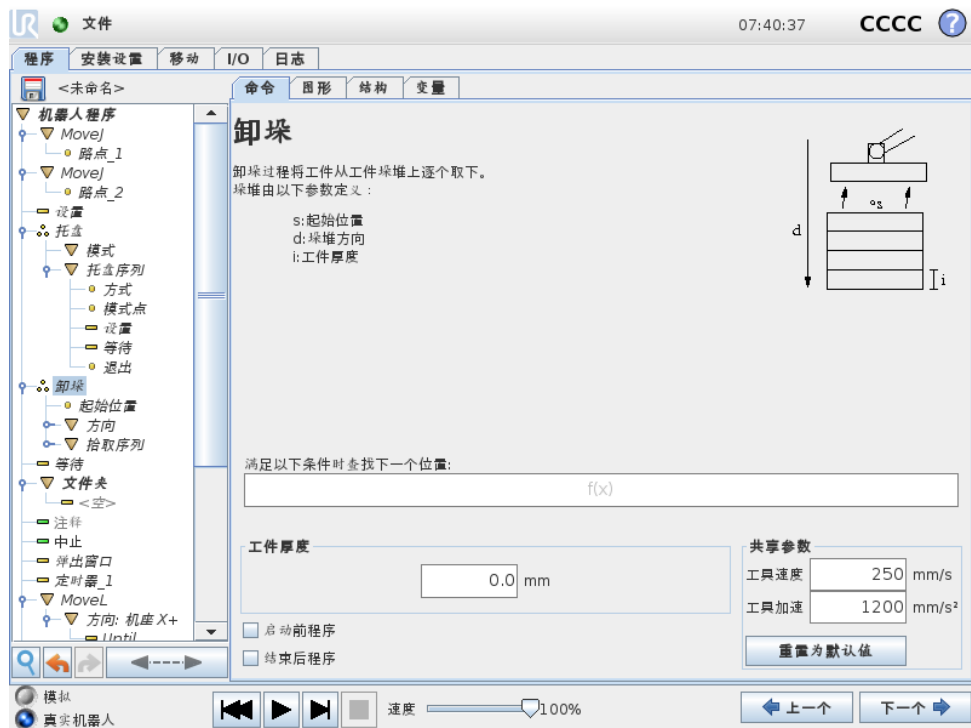 UR 文件 07:40:37 CCCC ?
程序 安装设置 移动 I/O 日志
<未命名>
机器人程序
MoveJ
路点_1
MoveJ
路点_2
设置
托盘
模式
托盘序列
方式
模式点
设置
等待
退出
卸垛
起始位置
方向
拾取序列
等待
文件夹
<空>
注释
中止
弹出窗口
定时器_1
MoveL
方向: 机座 X+
Until
命令 图形 结构 变量
卸垛
卸垛过程将工件从工件垛堆上逐个取下。
垛堆由以下参数定义：
s:起始位置
d:垛堆方向
i:工件厚度
d
s
i
满足以下条件时查找下一个位置:
f(x)
工件厚度
0.0 mm
启动前程序
结束后程序
共享参数
工具速度 250 mm/s
工具加速 1200 mm/s²
重置为默认值
模拟
真实机器人
速度 100%
上一个 下一个